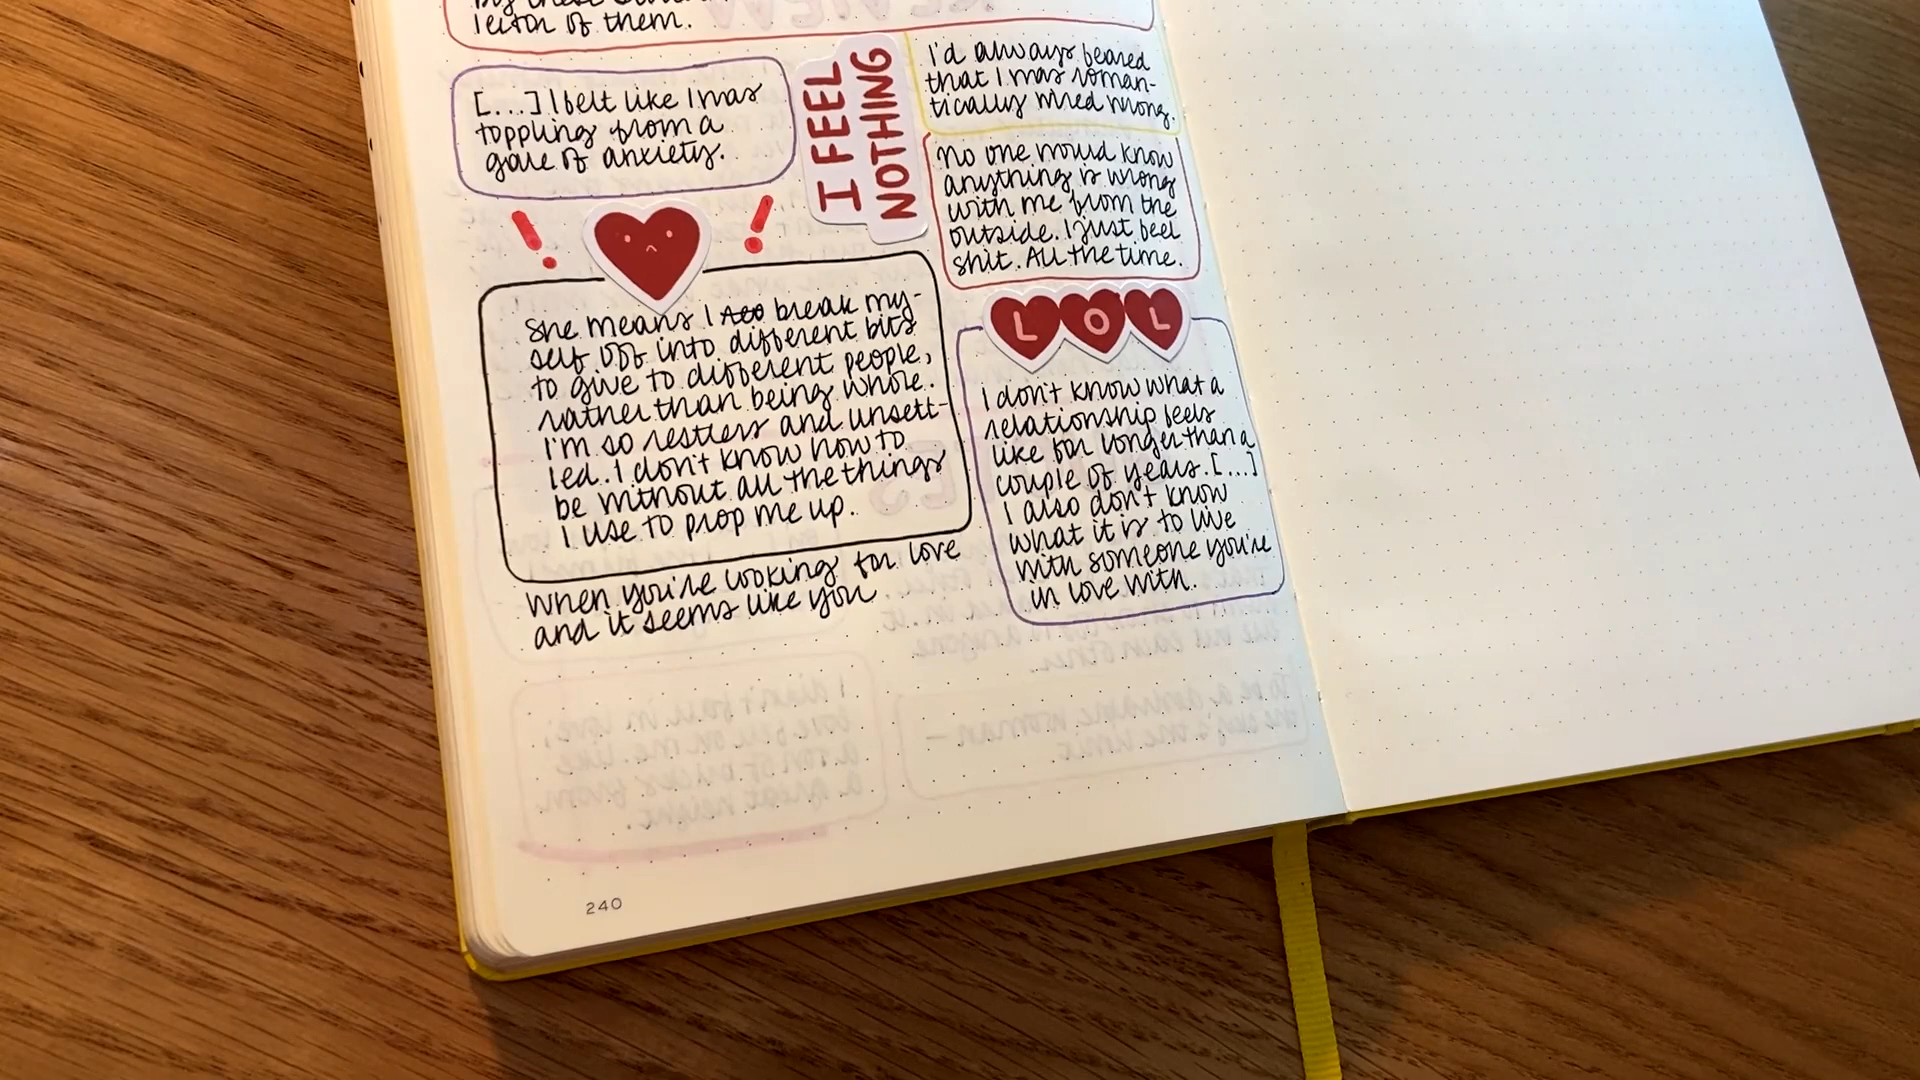 lection of them.
[...] I felt like I was
toppling from a
gale of anxiety.
I FEEL
NOTHING
I'd always feared
that I was roman-
tically wired wrong.
No one would know
anything is wrong
with me from the
outside. I just feel
shit. All the time.
She means I break my-
self off into different bits
to give to different people,
rather than being whole.
I'm so restless and unsett-
led. I don't know how to
be without all the things
I use to prop me up.
L O L
I don't know what a
relationship feels
like for longer than a
couple of years. [...]
I also don't know
what it is to live
with someone you're
in love with.
When you're looking for love
and it seems like you
240